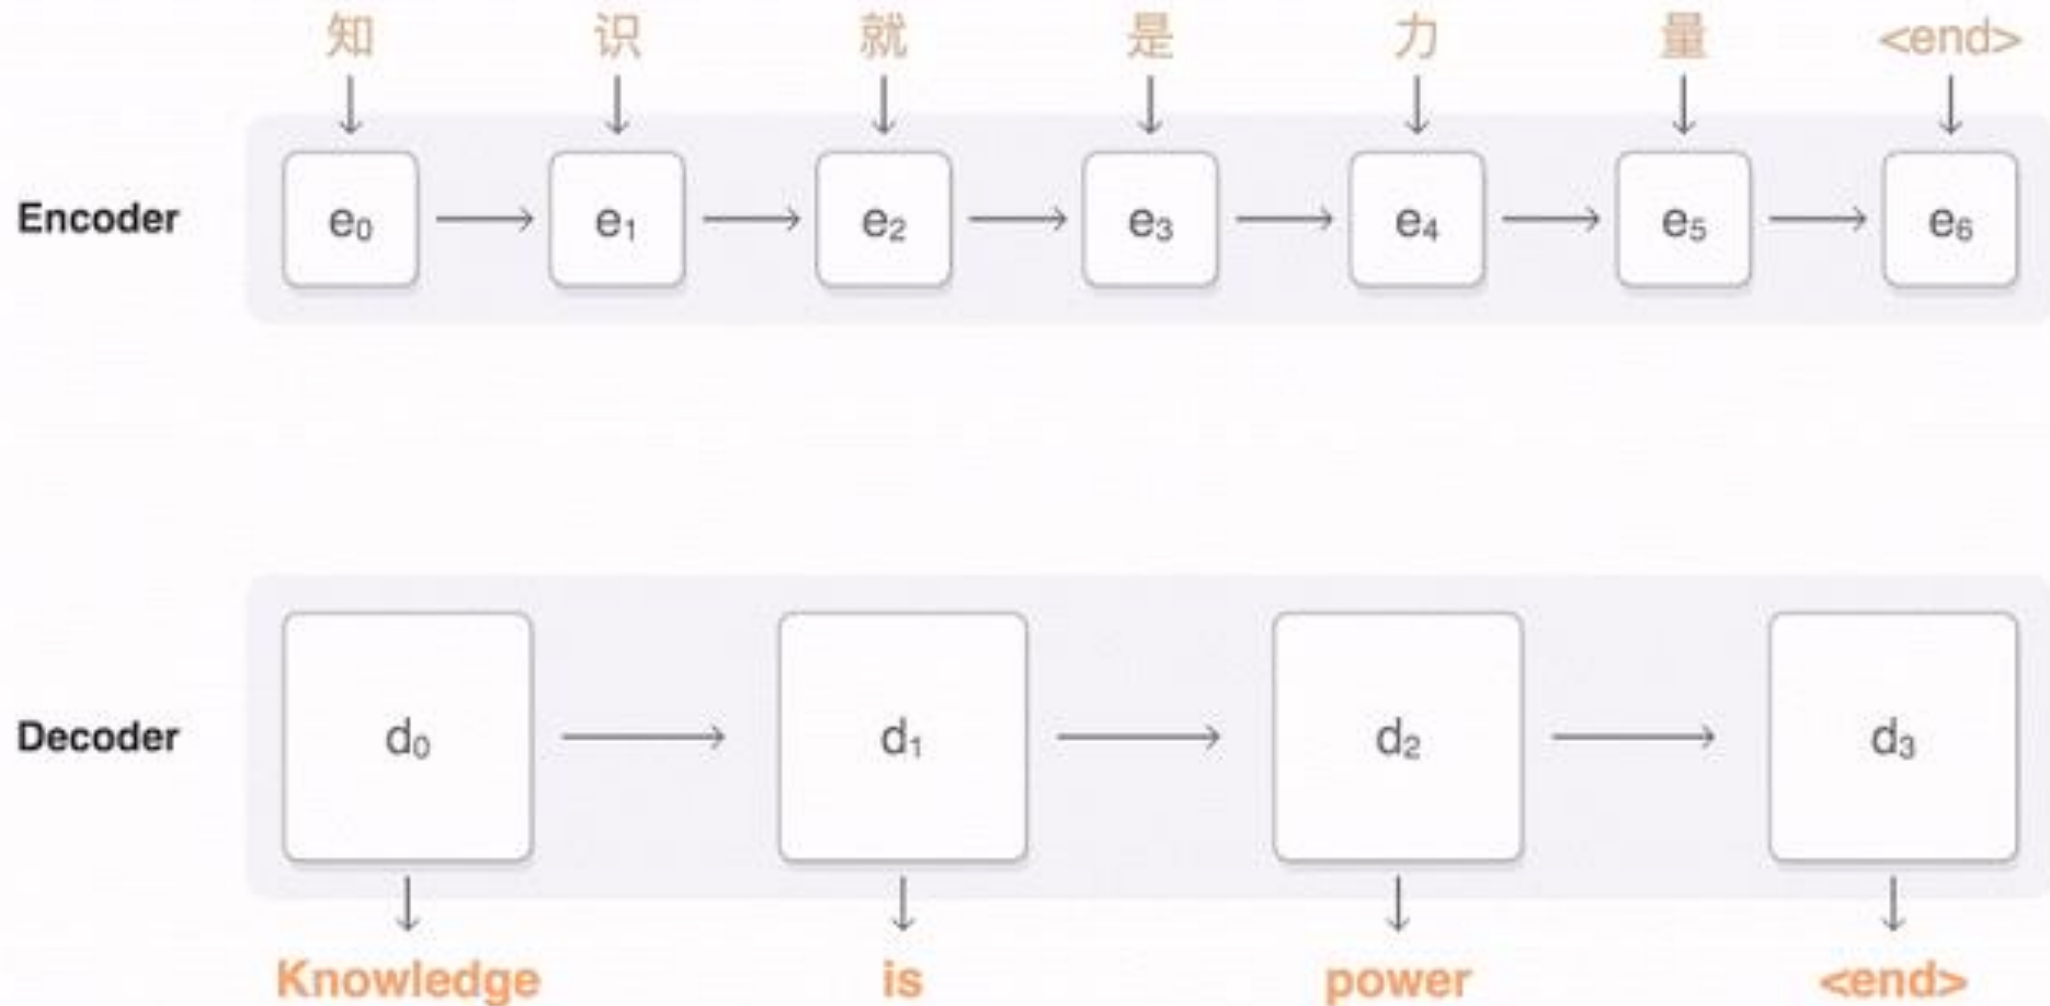 知 识 就 是 力 量 <end>
Encoder e₀ e₁ e₂ e₃ e₄ e₅ e₆
Decoder d₀ d₁ d₂ d₃
Knowledge is power <end>